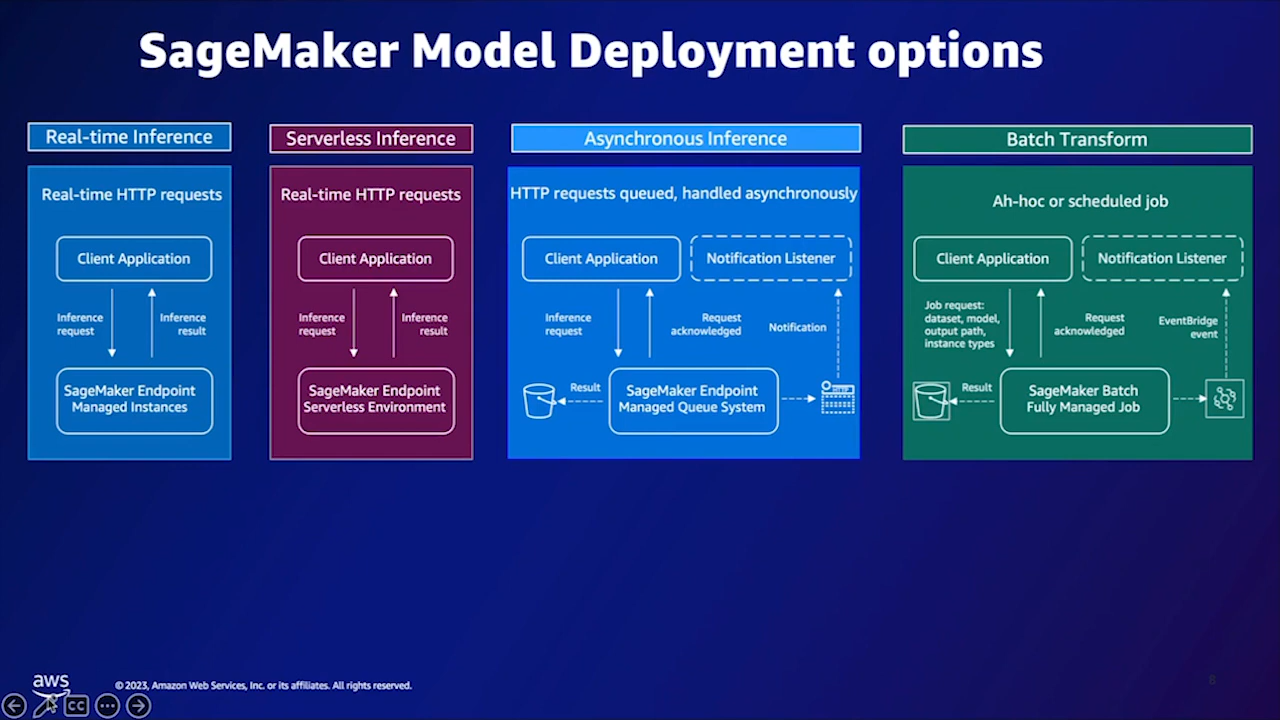 SageMaker Model Deployment options
Real-time Inference
Real-time HTTP requests
Client Application
Inference
request
Inference
result
SageMaker Endpoint
Managed Instances
Serverless Inference
Real-time HTTP requests
Client Application
Inference
request
Inference
result
SageMaker Endpoint
Serverless Environment
Asynchronous Inference
HTTP requests queued, handled asynchronously
Client Application
Notification Listener
Inference
request
Request
acknowledged
Notification
Result
SageMaker Endpoint
Managed Queue System
HTTP
Batch Transform
Ah-hoc or scheduled job
Client Application
Notification Listener
Job request:
dataset, model,
output path,
instance types
Request
acknowledged
EventBridge
event
Result
SageMaker Batch
Fully Managed Job
aws
© 2023, Amazon Web Services, Inc. or its affiliates. All rights reserved.
8
CC